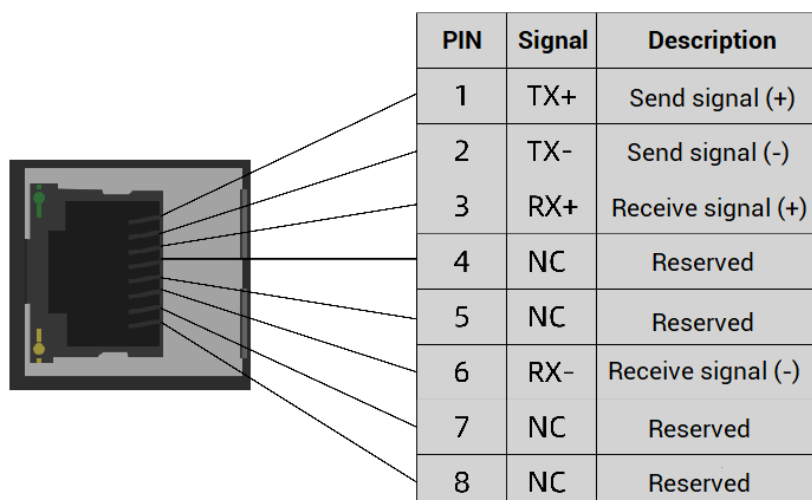 PIN Signal Description
1 TX+ Send signal (+)
2 TX- Send signal (-)
3 RX+ Receive signal (+)
4 NC Reserved
5 NC Reserved
6 RX- Receive signal (-)
7 NC Reserved
8 NC Reserved